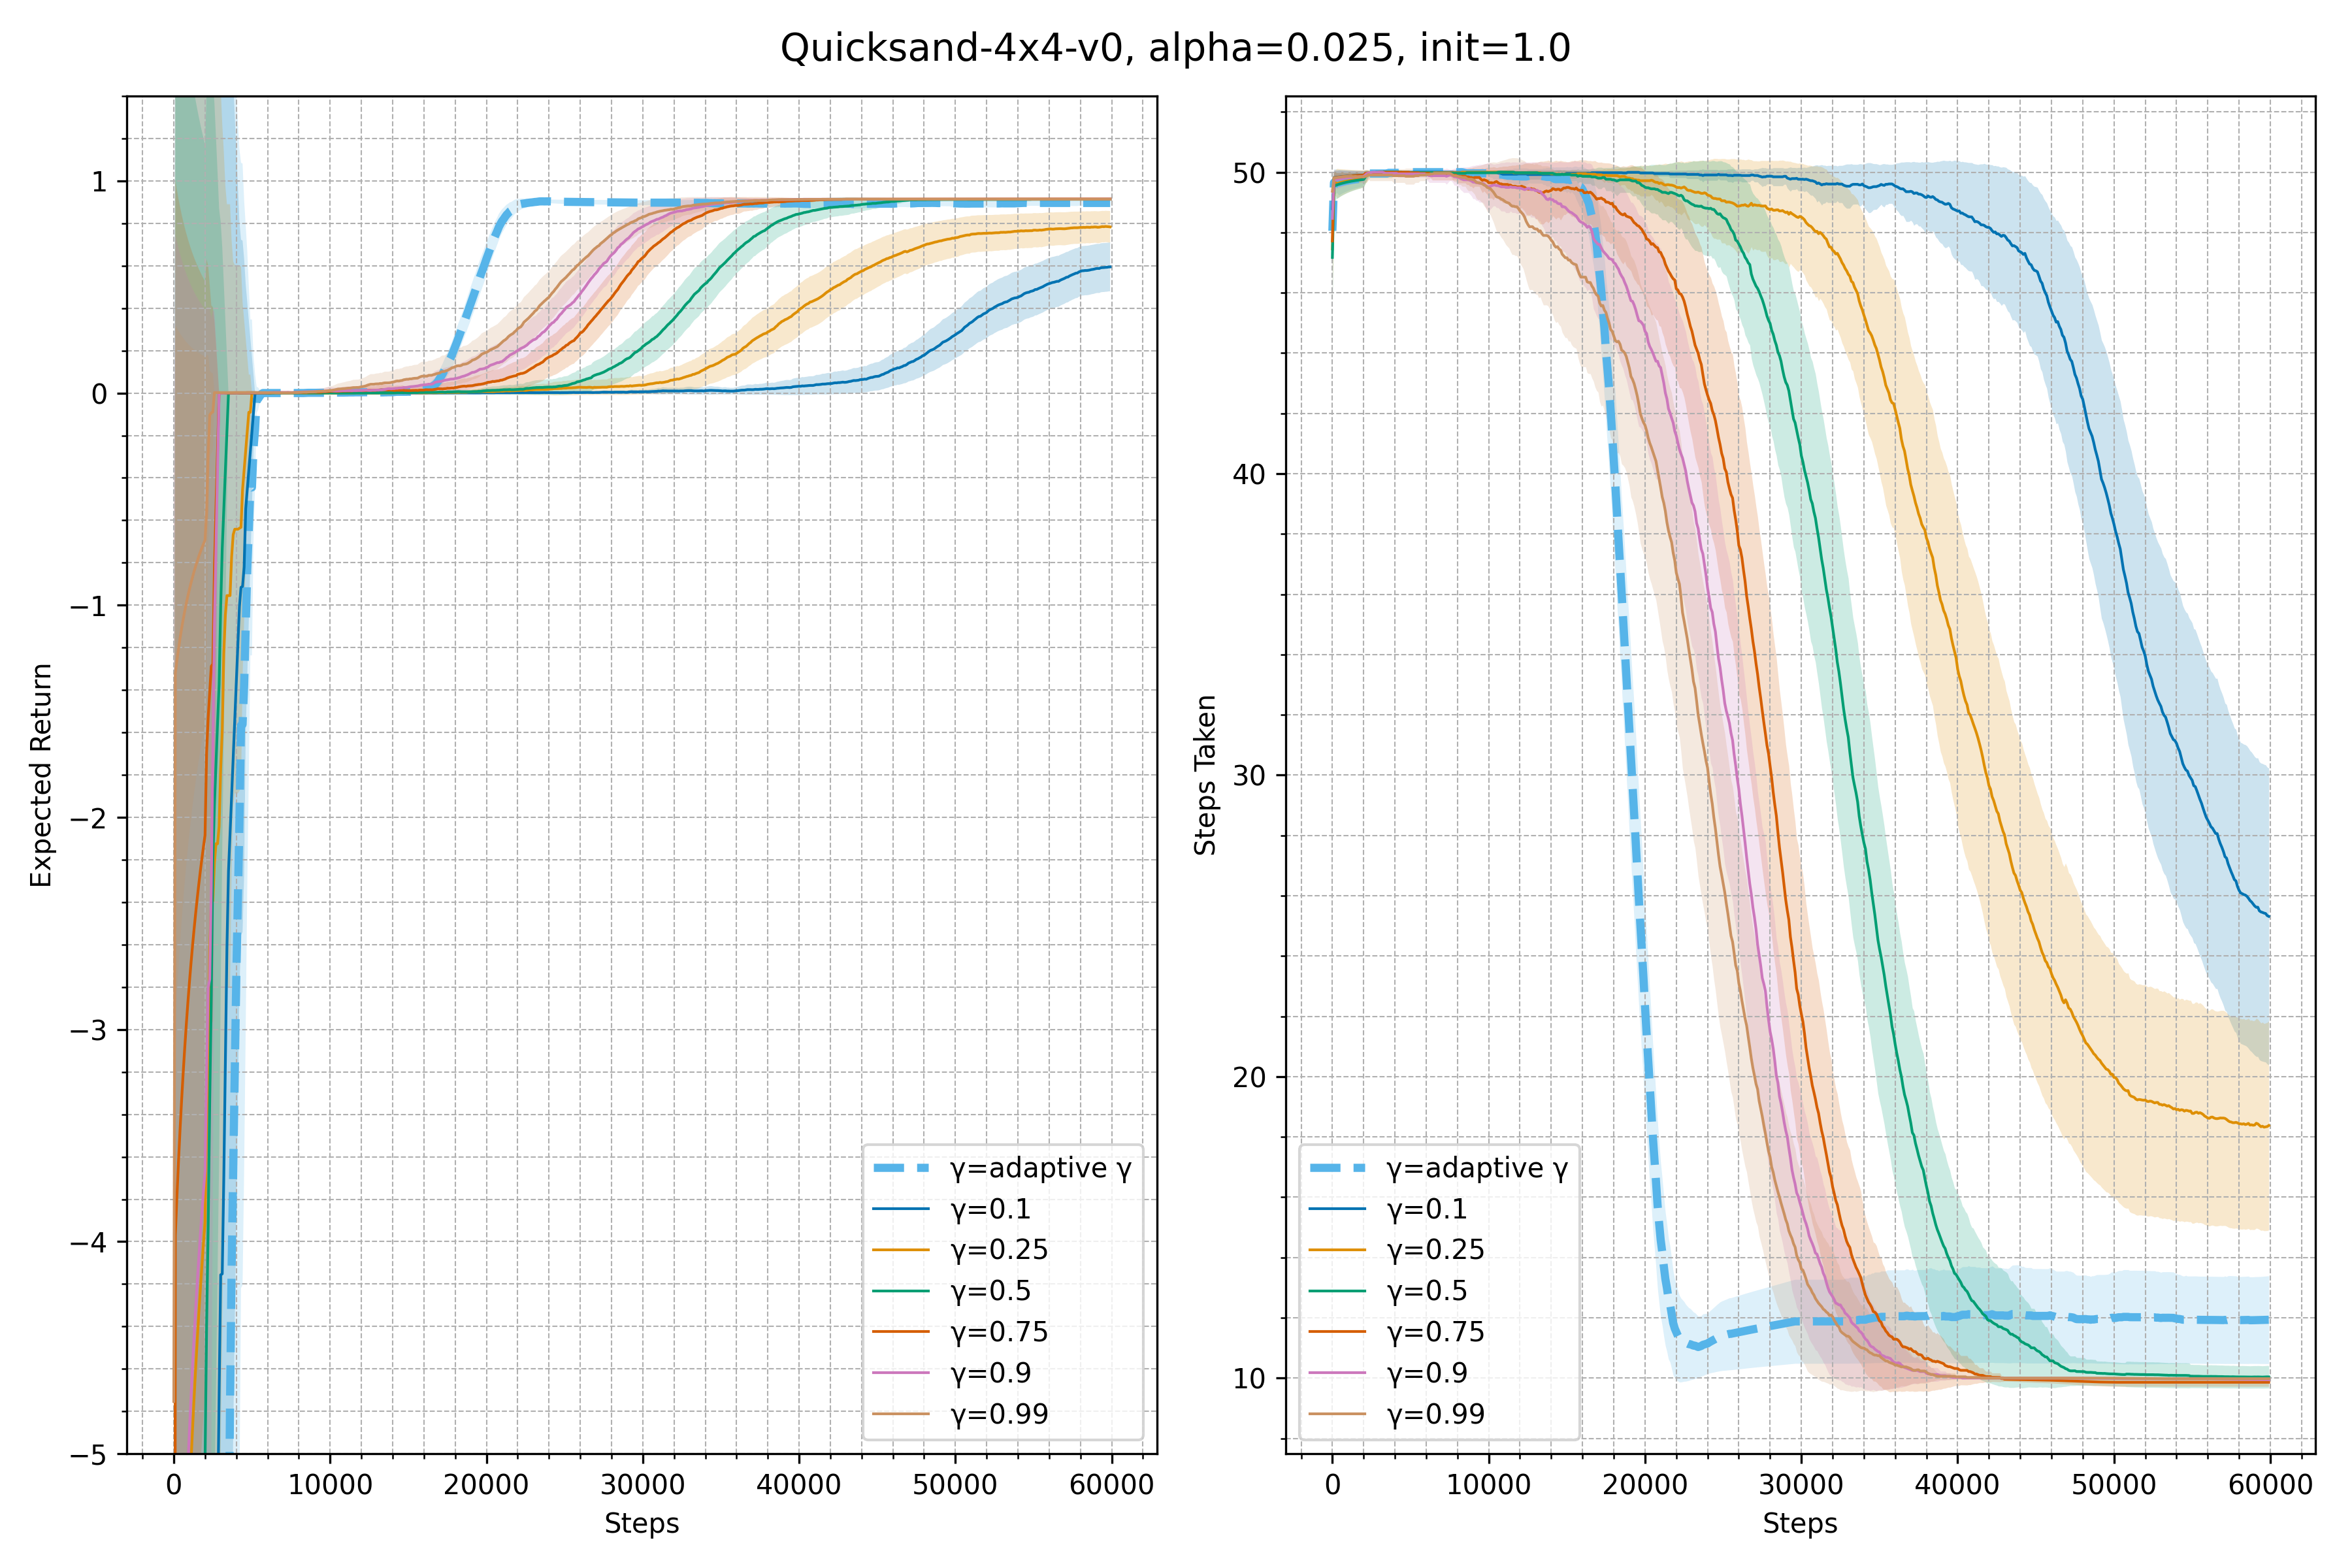 Quicksand-4x4-v0, alpha=0.025, init=1.0
Expected Return
1
0
−1
−2
−3
−4
−5
0 10000 20000 30000 40000 50000 60000
Steps
γ=adaptive γ
γ=0.1
γ=0.25
γ=0.5
γ=0.75
γ=0.9
γ=0.99
Steps Taken
50
40
30
20
10
0 10000 20000 30000 40000 50000 60000
Steps
γ=adaptive γ
γ=0.1
γ=0.25
γ=0.5
γ=0.75
γ=0.9
γ=0.99